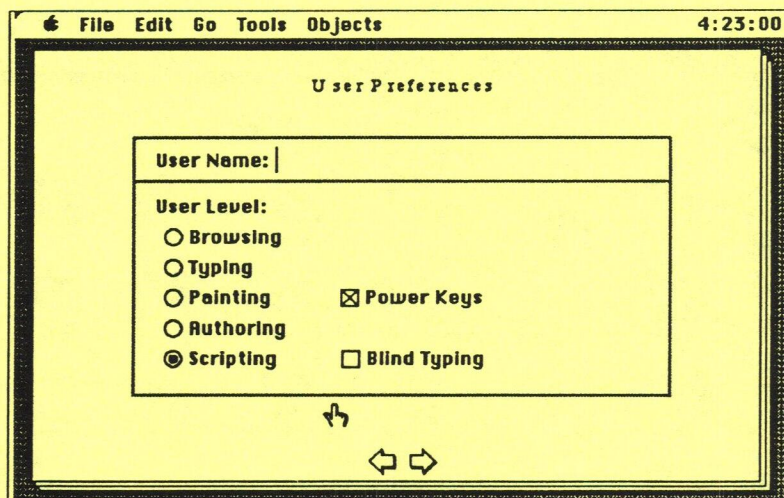 File Edit Go Tools Objects 4:23:00
User Preferences
User Name:
User Level:
Browsing
Typing
Painting Power Keys
Authoring
Scripting Blind Typing